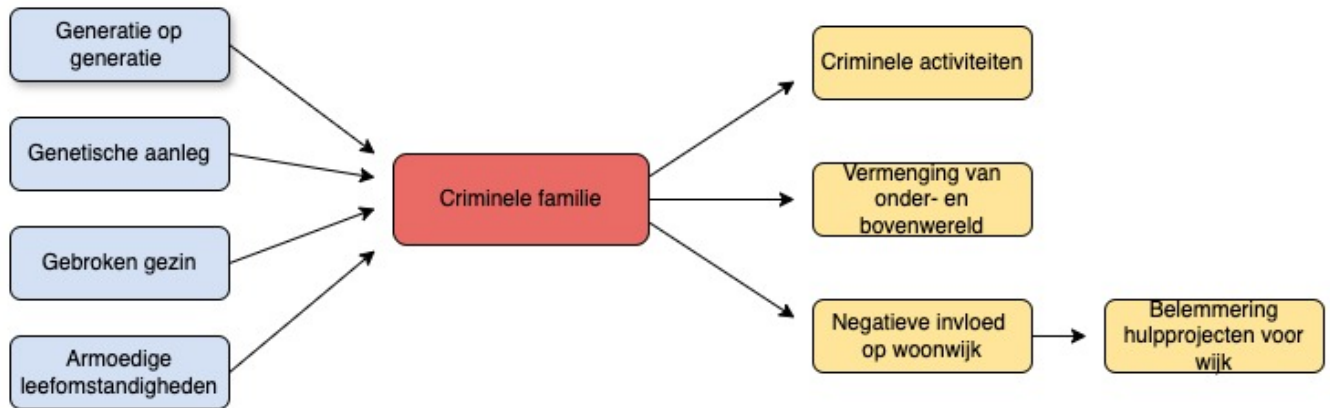 Generatie op
generatie
Genetische aanleg
Gebroken gezin
Armoedige
leefomstandigheden
Criminele familie
Criminele activiteiten
Vermenging van
onder- en
bovenwereld
Negatieve invloed
op woonwijk
Belemmering
hulpprojecten voor
wijk